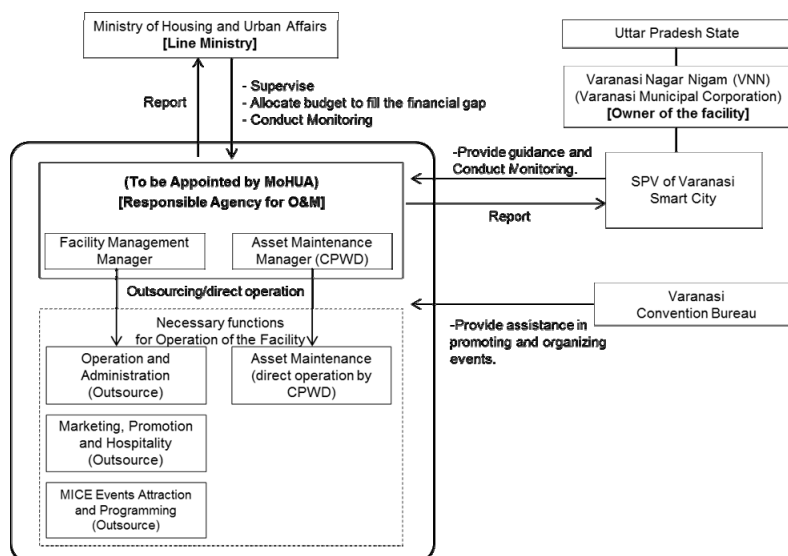 Ministry of Housing and Urban Affairs
[Line Ministry]
Uttar Pradesh State
Varanasi Nagar Nigam (VNN)
(Varanasi Municipal Corporation)
[Owner of the facility]
Report
- Supervise
- Allocate budget to fill the financial gap
- Conduct Monitoring
-Provide guidance and
Conduct Monitoring.
SPV of Varanasi
Smart City
(To be Appointed by MoHUA)
[Responsible Agency for O&M]
Report
Facility Management
Manager
Asset Maintenance
Manager (CPWD)
Outsourcing/direct operation
Varanasi
Convention Bureau
-Provide assistance in
promoting and organizing
events.
Necessary functions
for Operation of the Facility
Operation and
Administration
(Outsource)
Asset Maintenance
(direct operation by
CPWD)
Marketing, Promotion
and Hospitality
(Outsource)
MICE Events Attraction
and Programming
(Outsource)